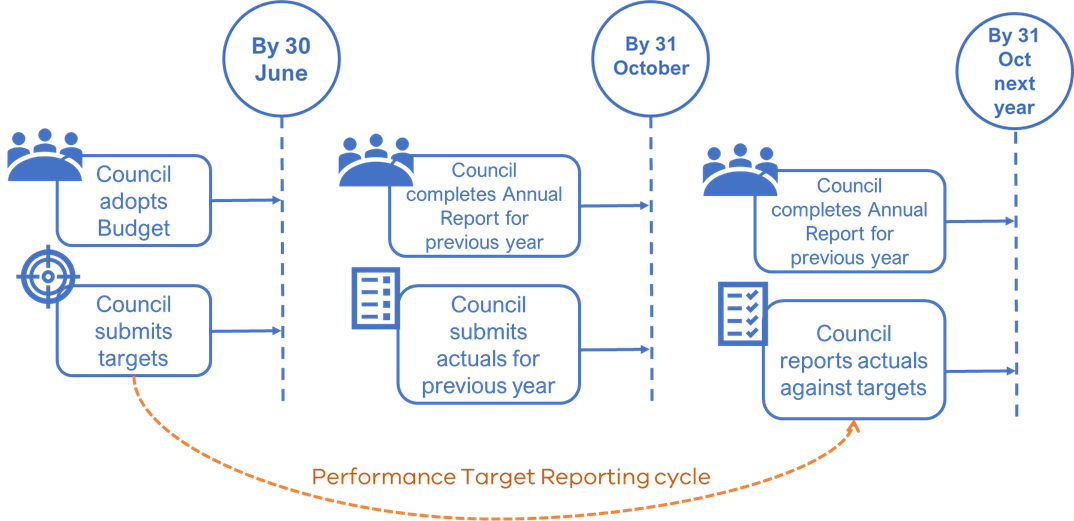 By 30
June
By 31
October
By 31
Oct
next
year
Council
adopts
Budget
Council
completes Annual
Report for
previous year
Council
completes Annual
Report for
previous year
Council
submits
targets
Council
submits
actuals for
previous year
Council
reports actuals
against targets
Performance Target Reporting cycle